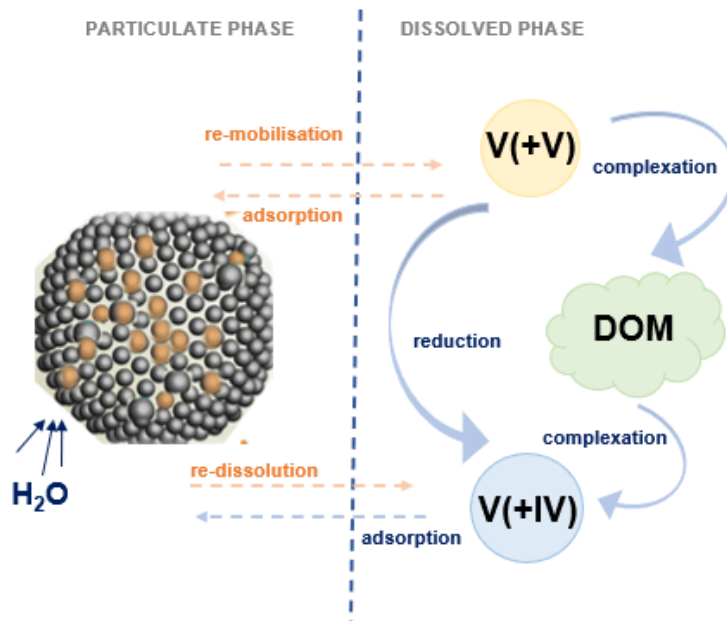 PARTICULATE PHASE
DISSOLVED PHASE
re-mobilisation
V(+V)
complexation
adsorption
reduction
DOM
complexation
re-dissolution
H₂O
V(+IV)
adsorption